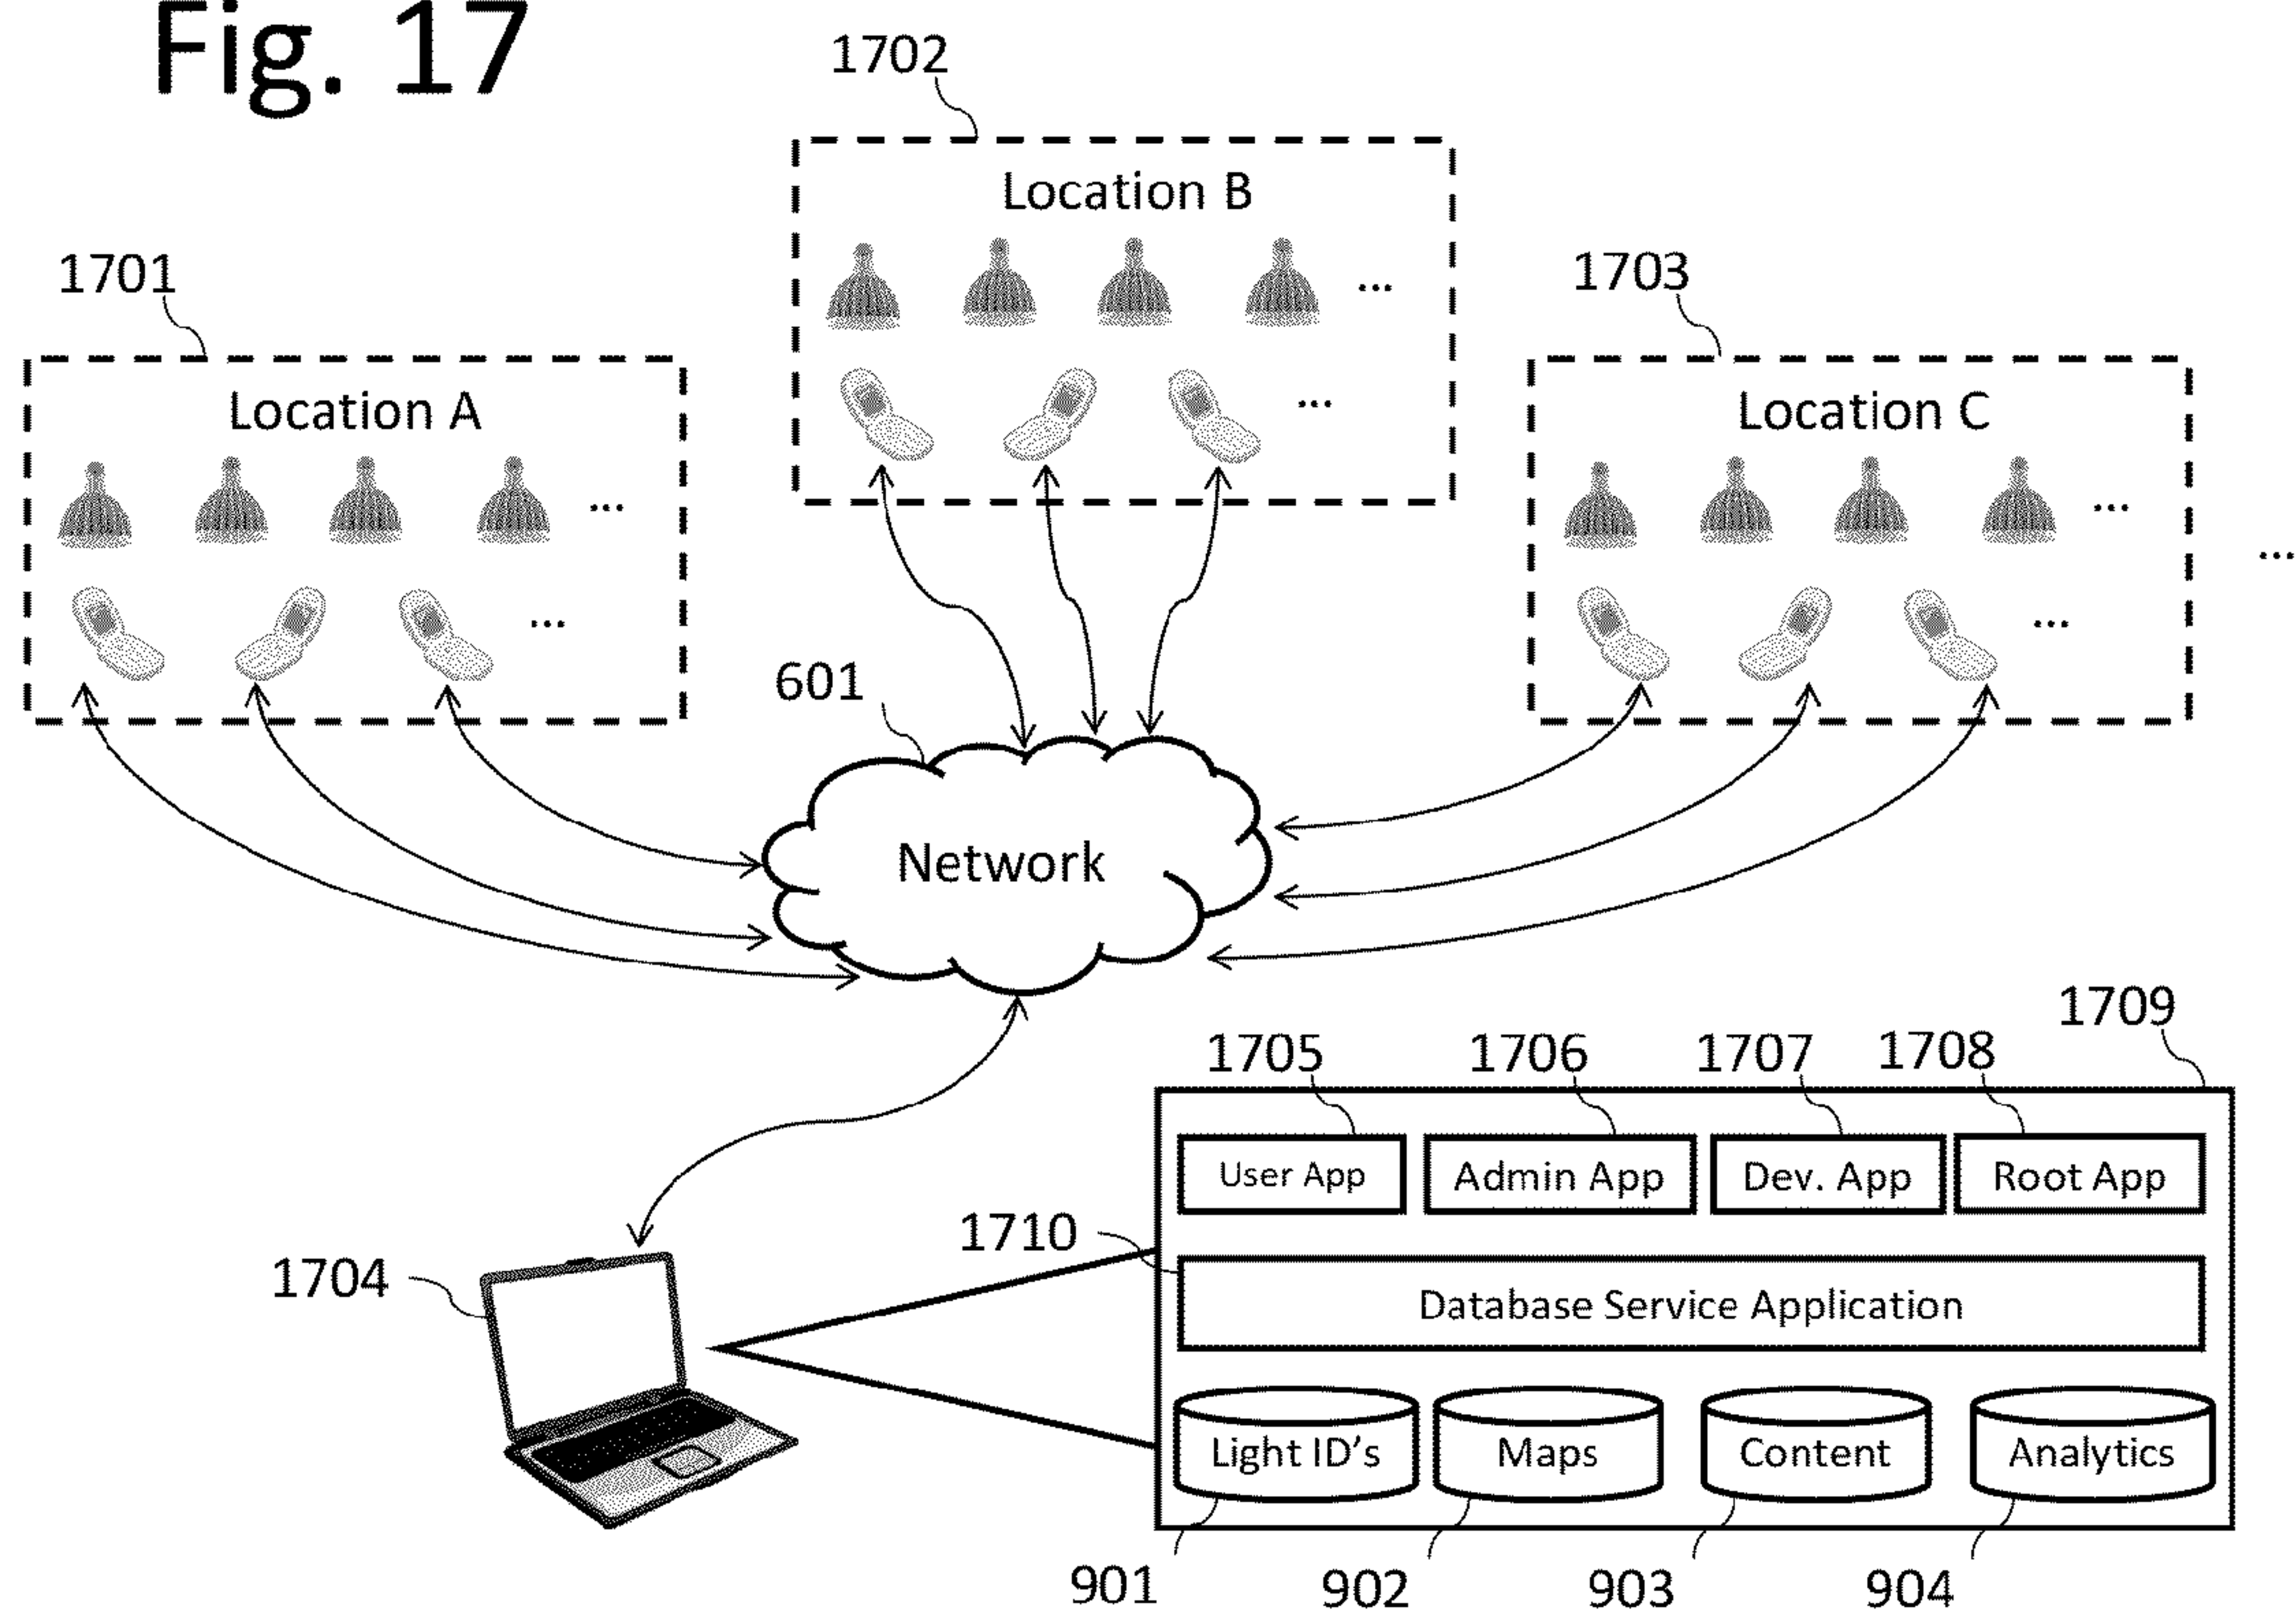 Fig. 17
1702
Location B
...
...
1701
Location A
...
...
1703
Location C
...
...
...
601
Network
1709
1705
1706
1707
1708
User App
Admin App
Dev. App
Root App
1710
Database Service Application
1704
Light ID's
Maps
Content
Analytics
901
902
903
904